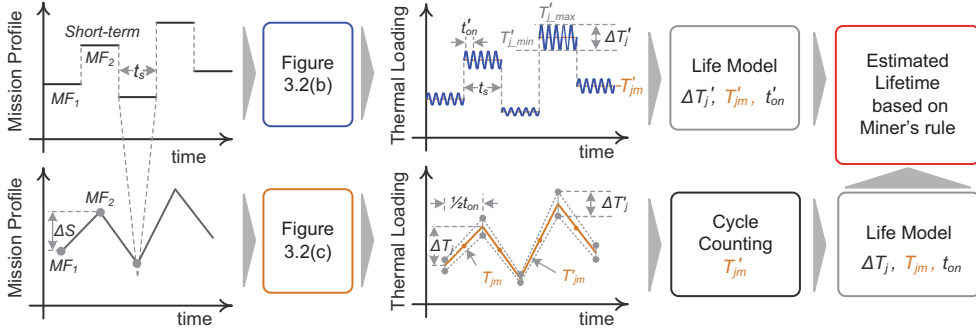 Mission Profile
Short-term
MF₂
MF₁
tₛ
time
Figure
3.2(b)
Thermal Loading
t'ₒₙ
T'ⱼ_ₘₐₓ
T'ⱼ_ₘᵢₙ
ΔT'ⱼ
tₛ
T'ⱼₘ
time
Life Model
ΔTⱼ', T'ⱼₘ, t'ₒₙ
Estimated
Lifetime
based on
Miner's rule
Mission Profile
MF₂
ΔS
MF₁
time
Figure
3.2(c)
Thermal Loading
½tₒₙ
ΔTⱼ
Tⱼₘ
T'ⱼₘ
ΔT'ⱼ
time
Cycle
Counting
T'ⱼₘ
Life Model
ΔTⱼ, Tⱼₘ, tₒₙ